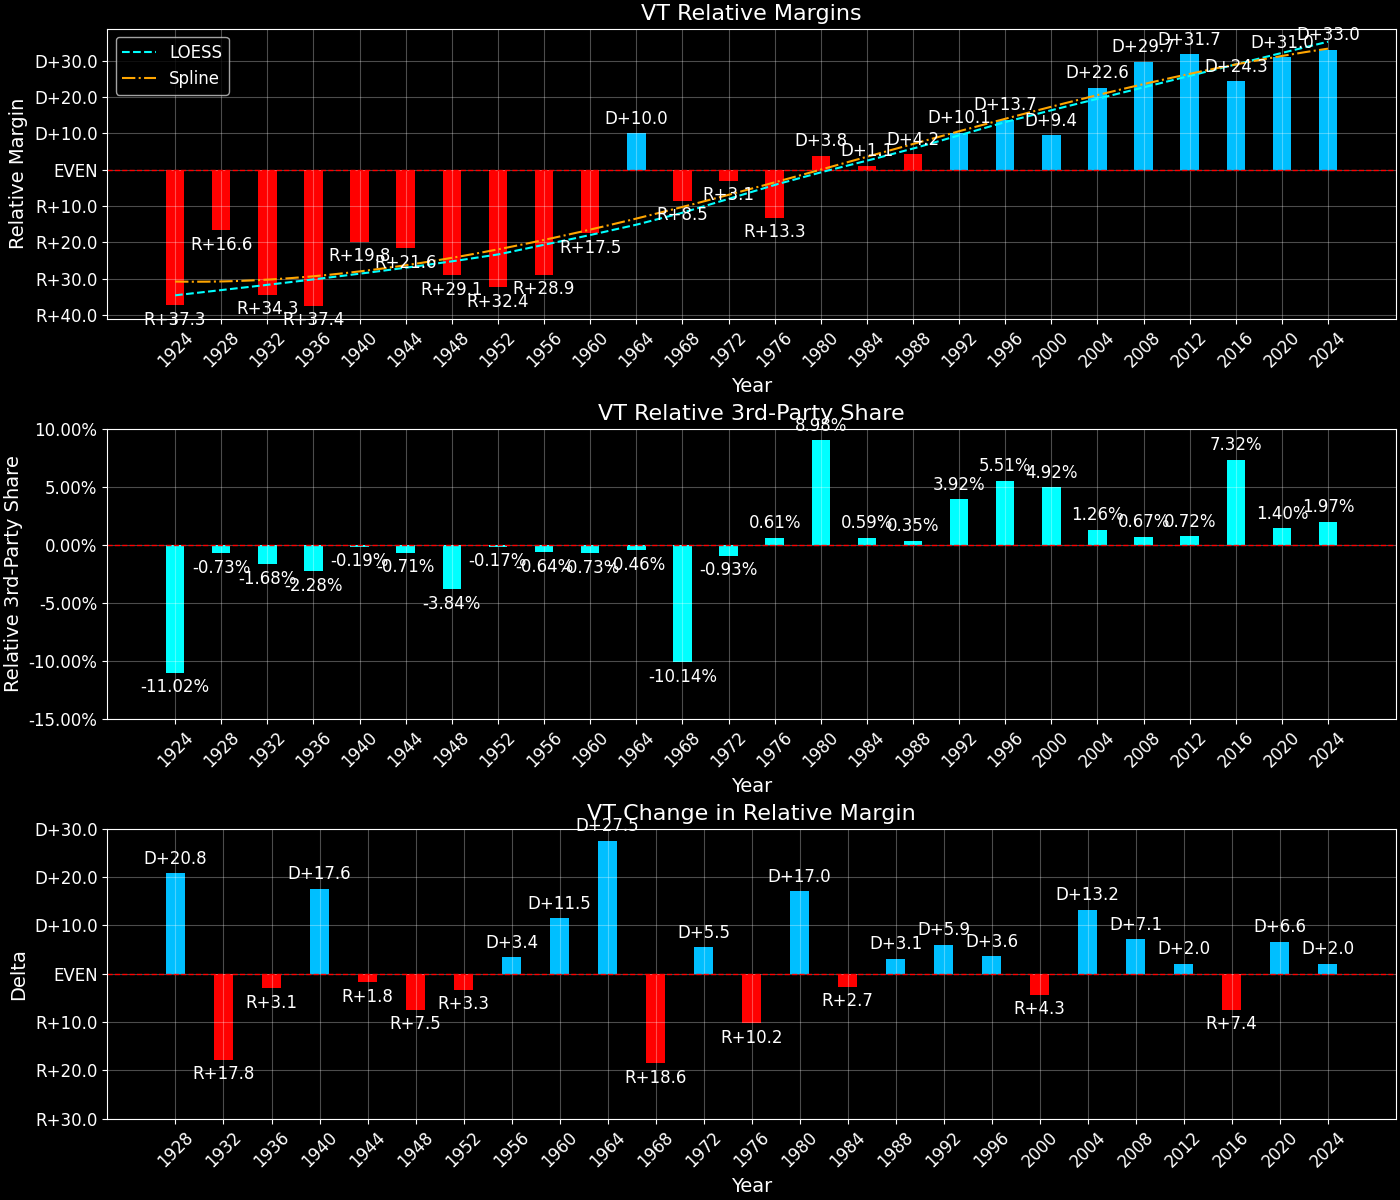 VT Relative Margins
LOESS
Spline
Relative Margin
D+30.0
D+20.0
D+10.0
EVEN
R+10.0
R+20.0
R+30.0
R+40.0
R+37.3
R+16.6
R+34.3
R+37.4
R+19.8
R+21.6
R+29.1
R+32.4
R+28.9
R+17.5
D+10.0
R+8.5
R+3.1
R+13.3
D+3.8
D+1.1
D+4.2
D+10.1
D+13.7
D+9.4
D+22.6
D+29.7
D+31.7
D+24.3
D+31.0
D+33.0
1924 1928 1932 1936 1940 1944 1948 1952 1956 1960 1964 1968 1972 1976 1980 1984 1988 1992 1996 2000 2004 2008 2012 2016 2020 2024
Year
VT Relative 3rd-Party Share
Relative 3rd-Party Share
10.00%
5.00%
0.00%
-5.00%
-10.00%
-15.00%
-11.02%
-0.73%
-1.68%
-2.28%
-0.19%
-0.71%
-3.84%
-0.17%
-0.64%
-0.73%
-0.46%
-10.14%
-0.93%
0.61%
8.98%
0.59%
0.35%
3.92%
5.51%
4.92%
1.26%
0.67%
0.72%
7.32%
1.40%
1.97%
1924 1928 1932 1936 1940 1944 1948 1952 1956 1960 1964 1968 1972 1976 1980 1984 1988 1992 1996 2000 2004 2008 2012 2016 2020 2024
Year
VT Change in Relative Margin
Delta
D+30.0
D+20.0
D+10.0
EVEN
R+10.0
R+20.0
R+30.0
D+20.8
R+17.8
R+3.1
D+17.6
R+1.8
R+7.5
R+3.3
D+3.4
D+11.5
D+27.5
R+18.6
D+5.5
R+10.2
D+17.0
R+2.7
D+3.1
D+5.9
D+3.6
R+4.3
D+13.2
D+7.1
D+2.0
R+7.4
D+6.6
D+2.0
1928 1932 1936 1940 1944 1948 1952 1956 1960 1964 1968 1972 1976 1980 1984 1988 1992 1996 2000 2004 2008 2012 2016 2020 2024
Year